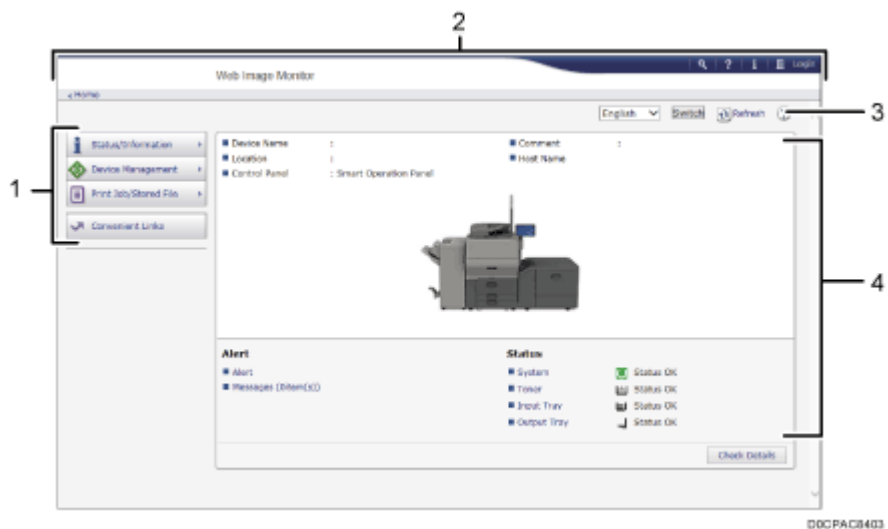 2
Web Image Monitor
Login
Home
English Switch Refresh
3
1
Status/Information
Device Management
Print Job/Stored File
Convenient Links
Device Name :
Location :
Control Panel : Smart Operation Panel
Comment :
Host Name
4
Alert
Alert
Messages (0item(s))
Status
System Status OK
Toner Status OK
Input Tray Status OK
Output Tray Status OK
Check Details
D0CPAC8403